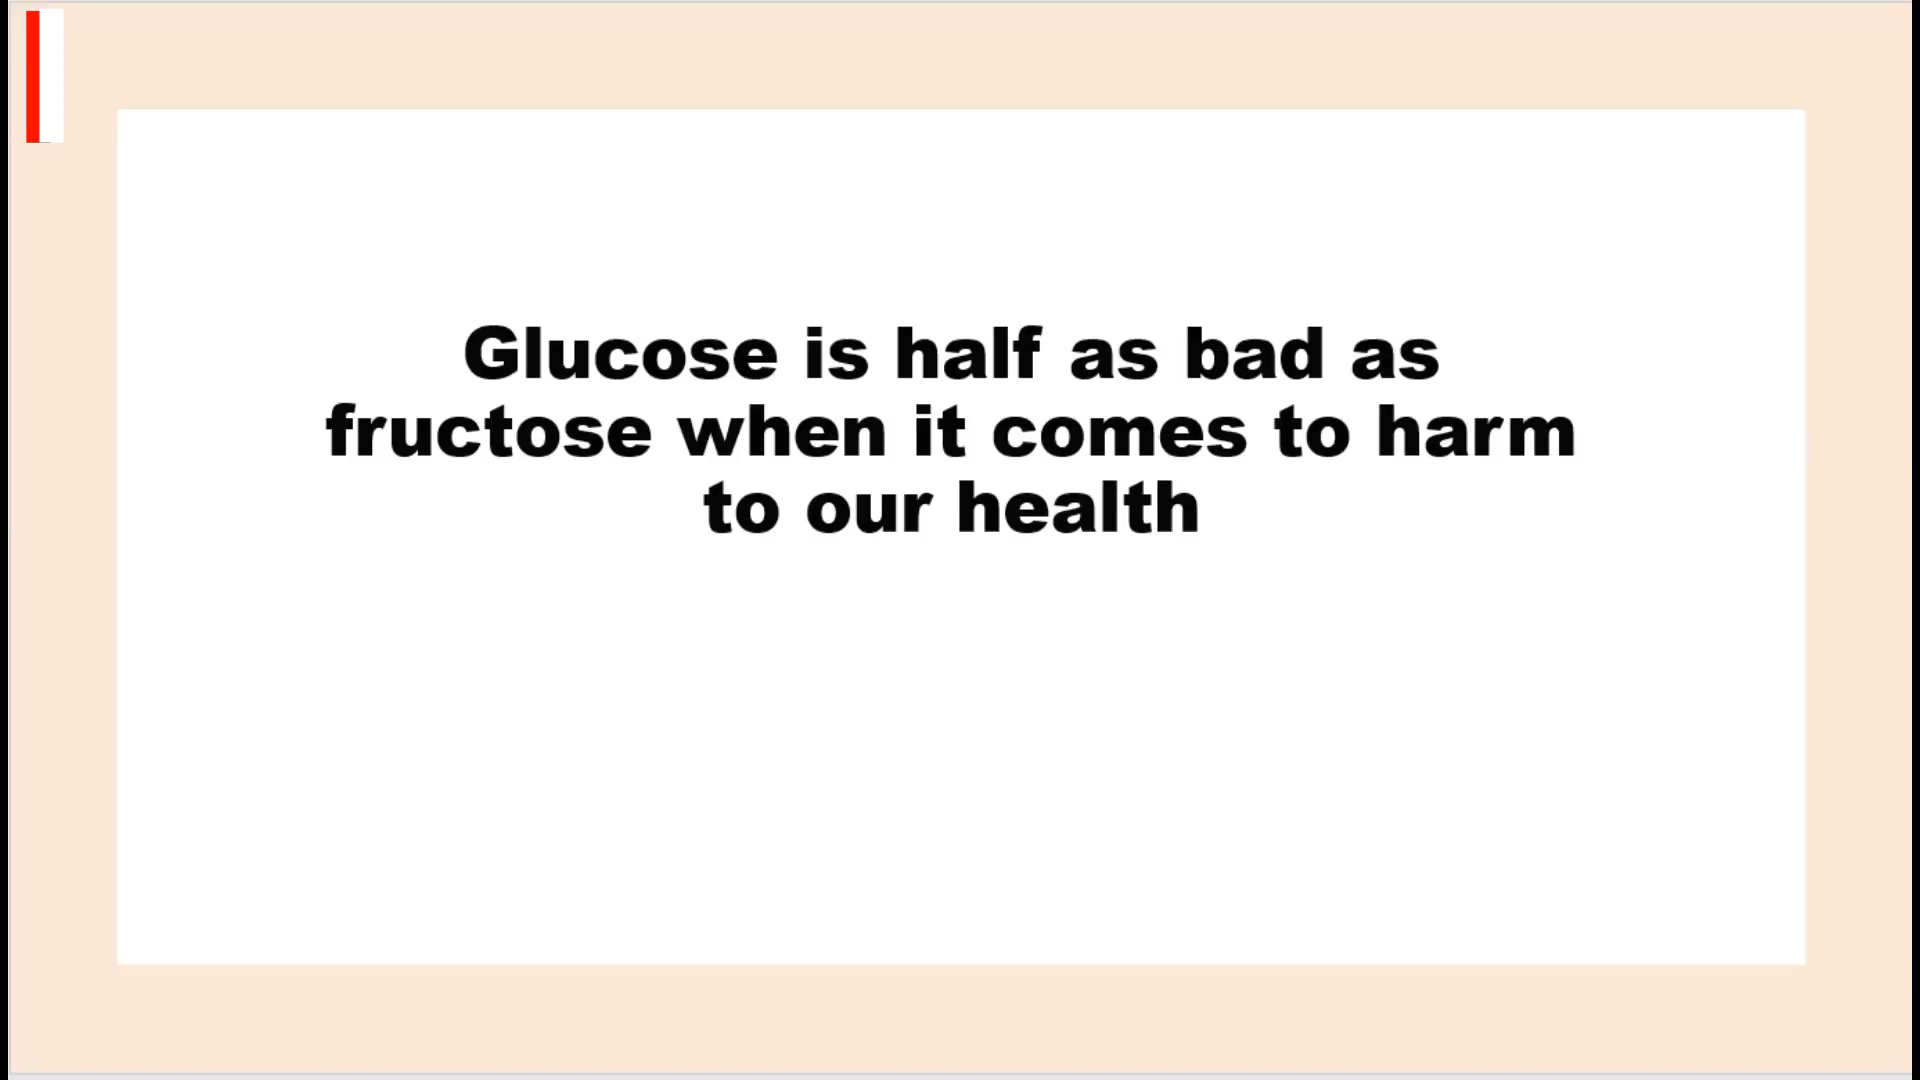 Glucose is half as bad as
fructose when it comes to harm
to our health